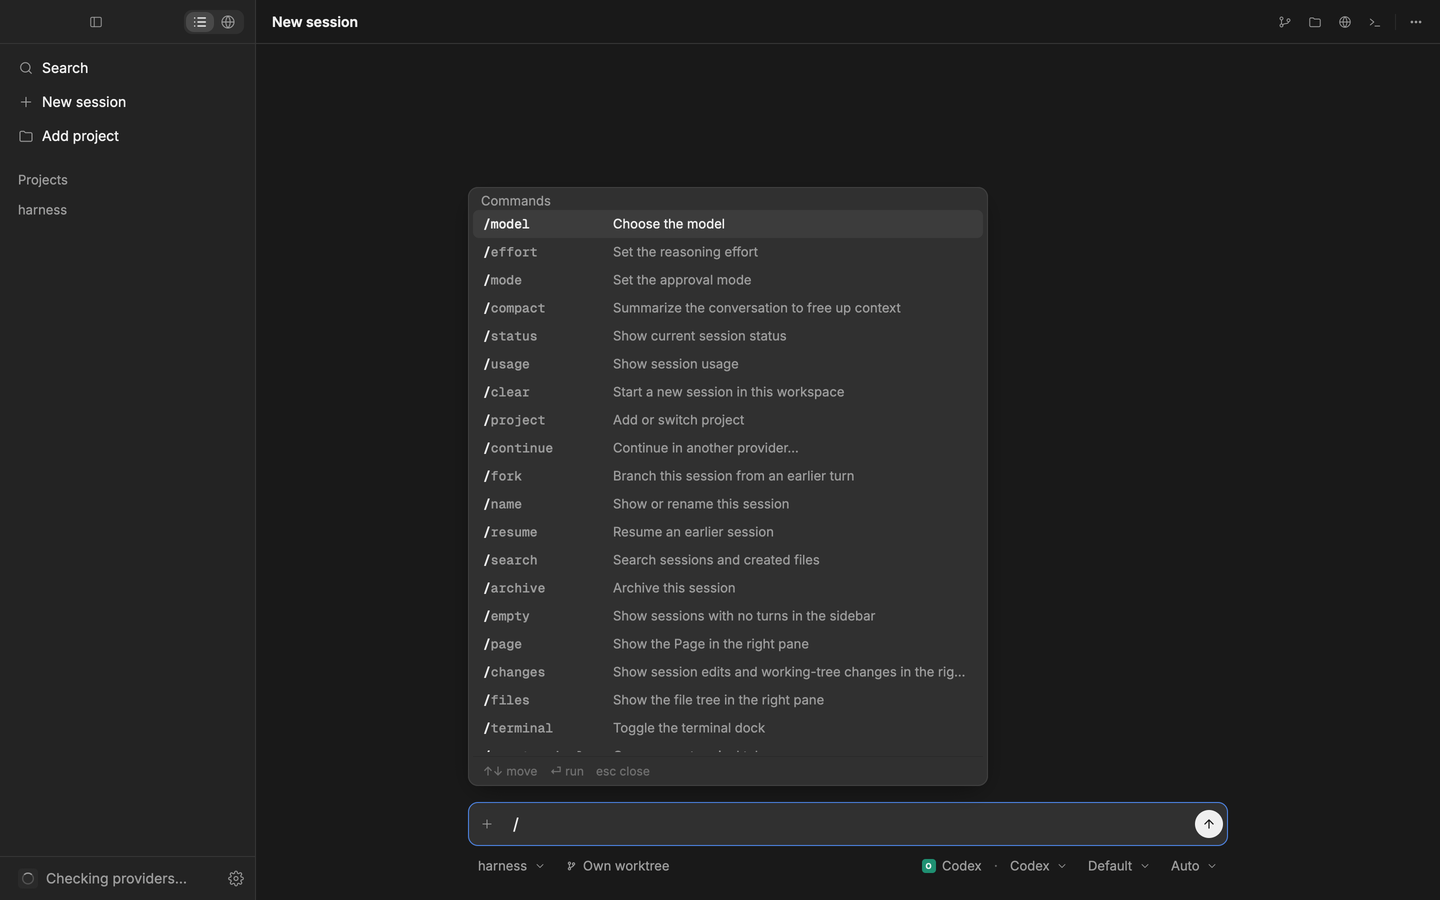 New session
Search
New session
Add project
Projects
harness
Commands
/model Choose the model
/effort Set the reasoning effort
/mode Set the approval mode
/compact Summarize the conversation to free up context
/status Show current session status
/usage Show session usage
/clear Start a new session in this workspace
/project Add or switch project
/continue Continue in another provider...
/fork Branch this session from an earlier turn
/name Show or rename this session
/resume Resume an earlier session
/search Search sessions and created files
/archive Archive this session
/empty Show sessions with no turns in the sidebar
/page Show the Page in the right pane
/changes Show session edits and working-tree changes in the rig...
/files Show the file tree in the right pane
/terminal Toggle the terminal dock
↑↓ move ↵ run esc close
/
harness Own worktree Codex · Codex Default Auto
Checking providers...